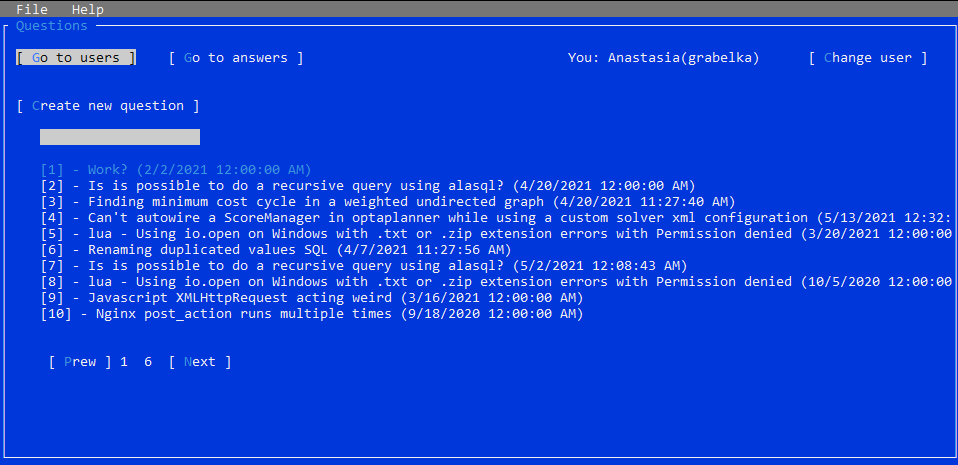 File Help
Questions
[ Go to users ] [ Go to answers ] You: Anastasia(grabelka) [ Change user ]
[ Create new question ]
[1] - Work? (2/2/2021 12:00:00 AM)
[2] - Is is possible to do a recursive query using alasql? (4/20/2021 12:00:00 AM)
[3] - Finding minimum cost cycle in a weighted undirected graph (4/20/2021 11:27:40 AM)
[4] - Can't autowire a ScoreManager in optaplanner while using a custom solver xml configuration (5/13/2021 12:32:
[5] - lua - Using io.open on Windows with .txt or .zip extension errors with Permission denied (3/20/2021 12:00:00
[6] - Renaming duplicated values SQL (4/7/2021 11:27:56 AM)
[7] - Is is possible to do a recursive query using alasql? (5/2/2021 12:08:43 AM)
[8] - lua - Using io.open on Windows with .txt or .zip extension errors with Permission denied (10/5/2020 12:00:00
[9] - Javascript XMLHttpRequest acting weird (3/16/2021 12:00:00 AM)
[10] - Nginx post_action runs multiple times (9/18/2020 12:00:00 AM)
[ Prew ] 1 6 [ Next ]